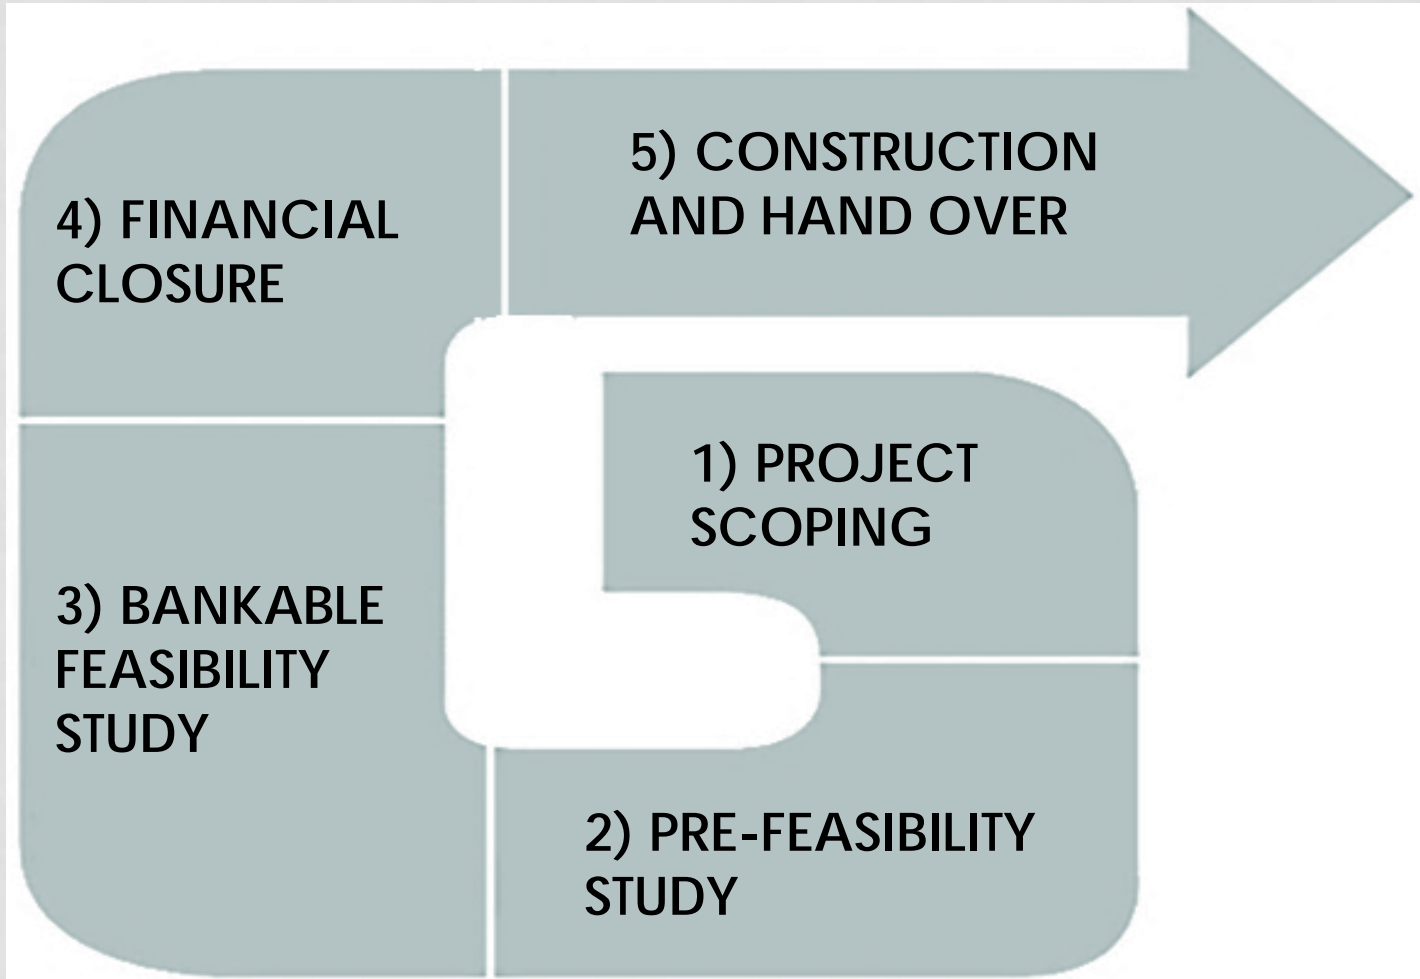 4) FINANCIAL
CLOSURE
5) CONSTRUCTION
AND HAND OVER
1) PROJECT
SCOPING
3) BANKABLE
FEASIBILITY
STUDY
2) PRE-FEASIBILITY
STUDY